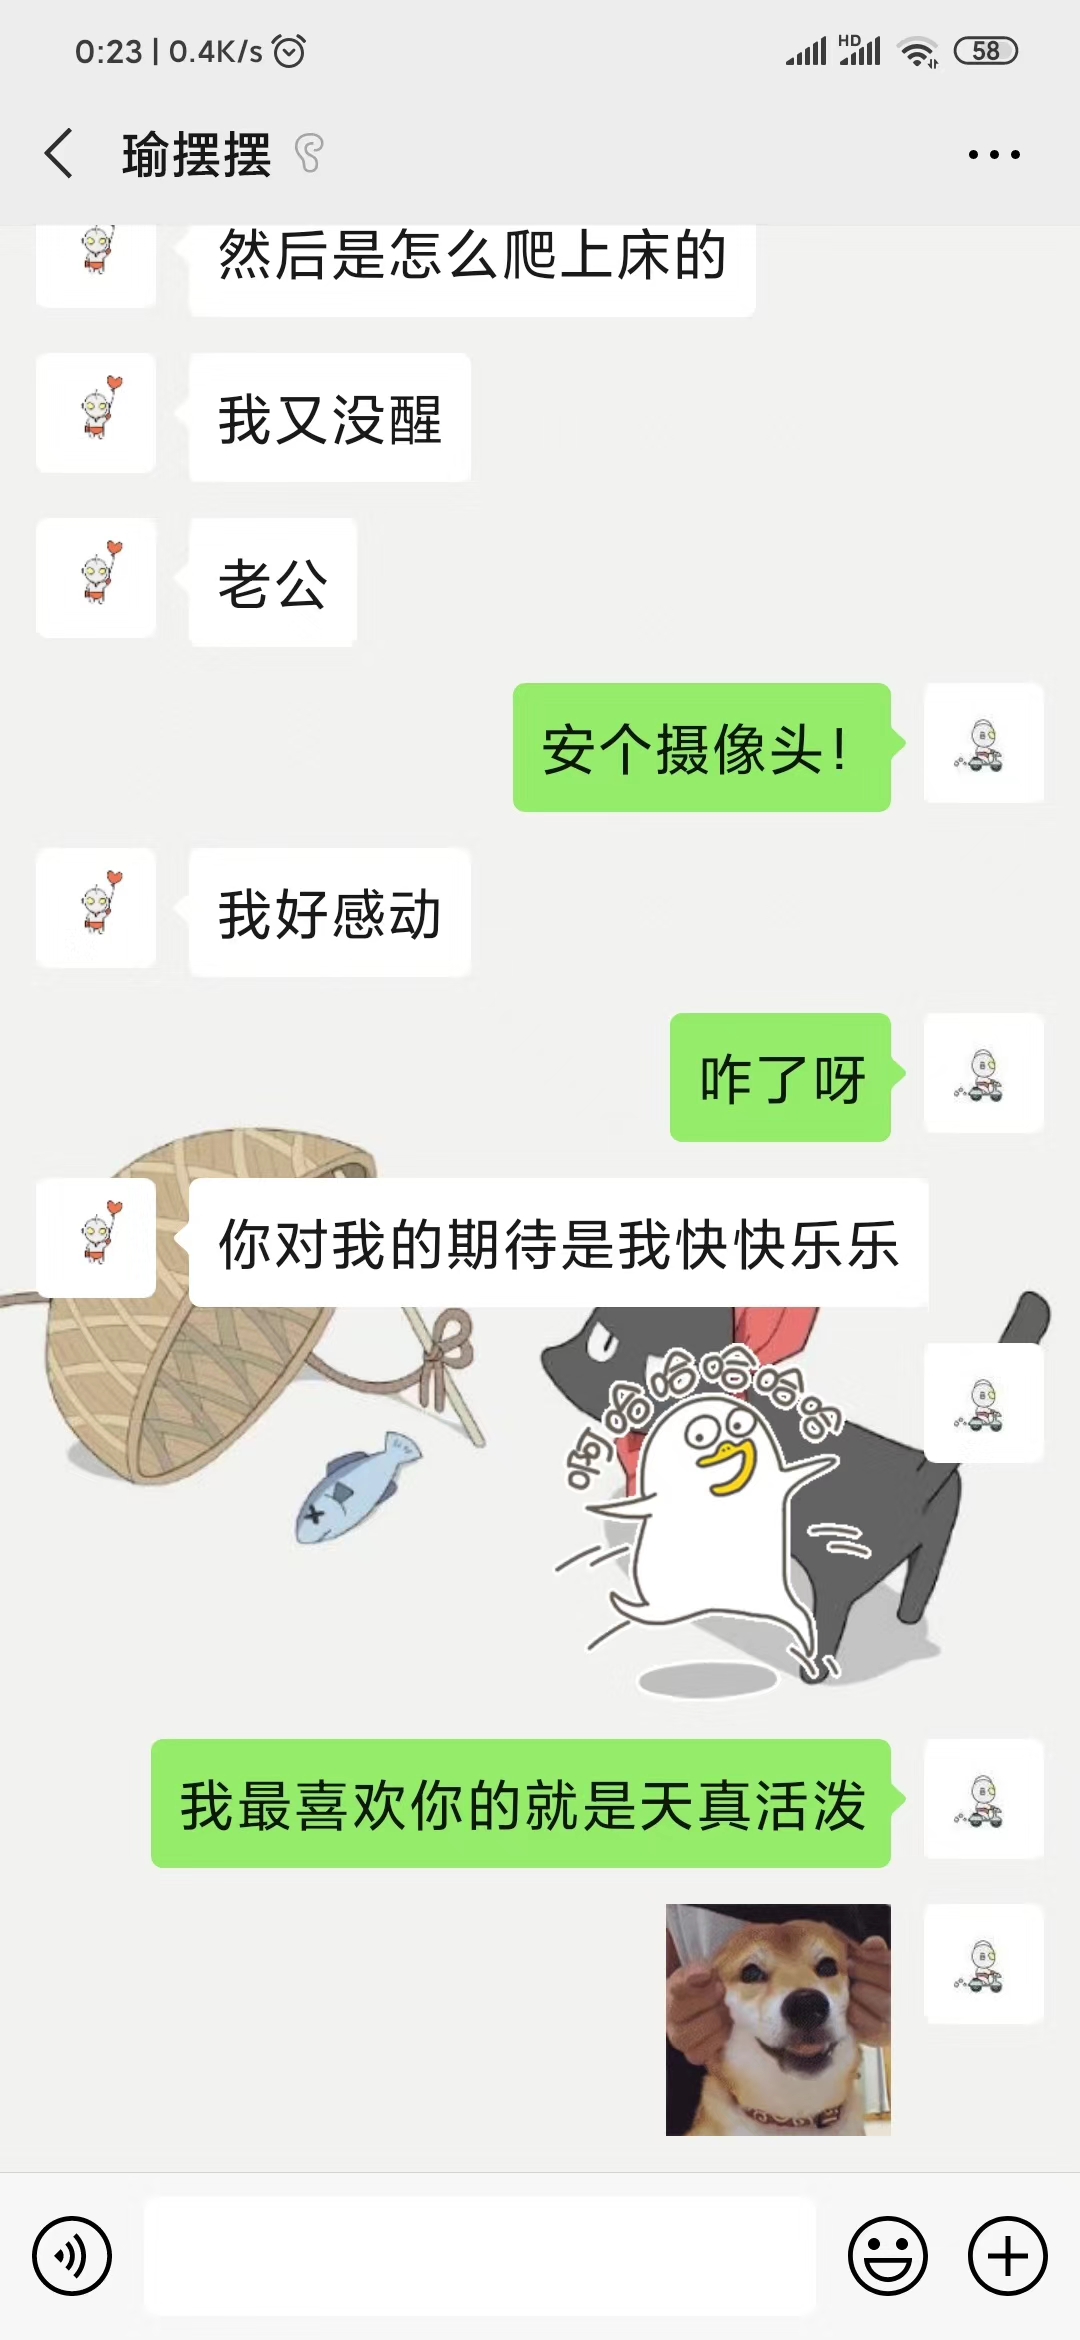 0:23 | 0.4K/s
HD
58
瑜摆摆
然后是怎么爬上床的
我又没醒
老公
安个摄像头！
我好感动
咋了呀
你对我的期待是我快快乐乐
啊哈哈哈哈哈
我最喜欢你的就是天真活泼